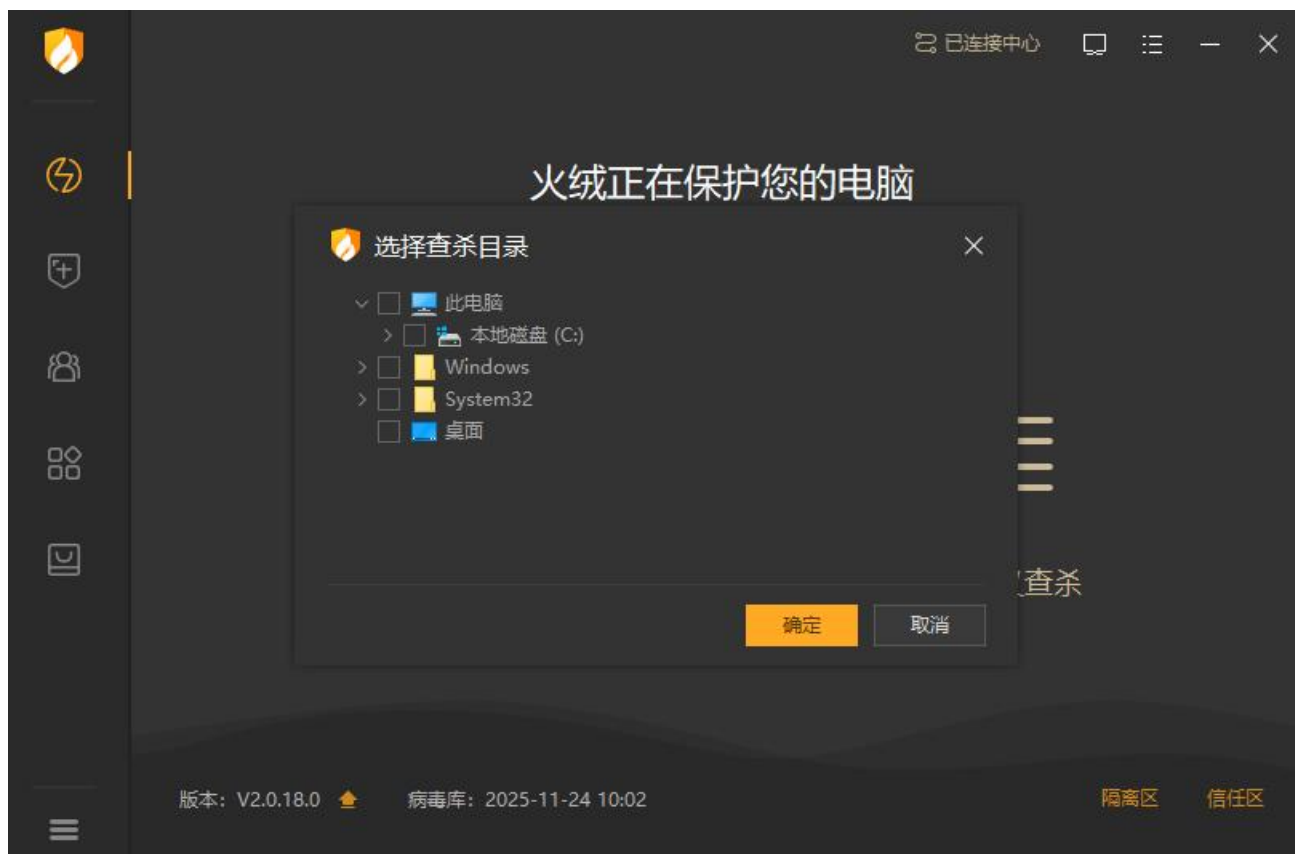 已连接中心
火绒正在保护您的电脑
选择查杀目录
此电脑
本地磁盘 (C:)
Windows
System32
桌面
查杀
确定
取消
版本：V2.0.18.0
病毒库：2025-11-24 10:02
隔离区
信任区